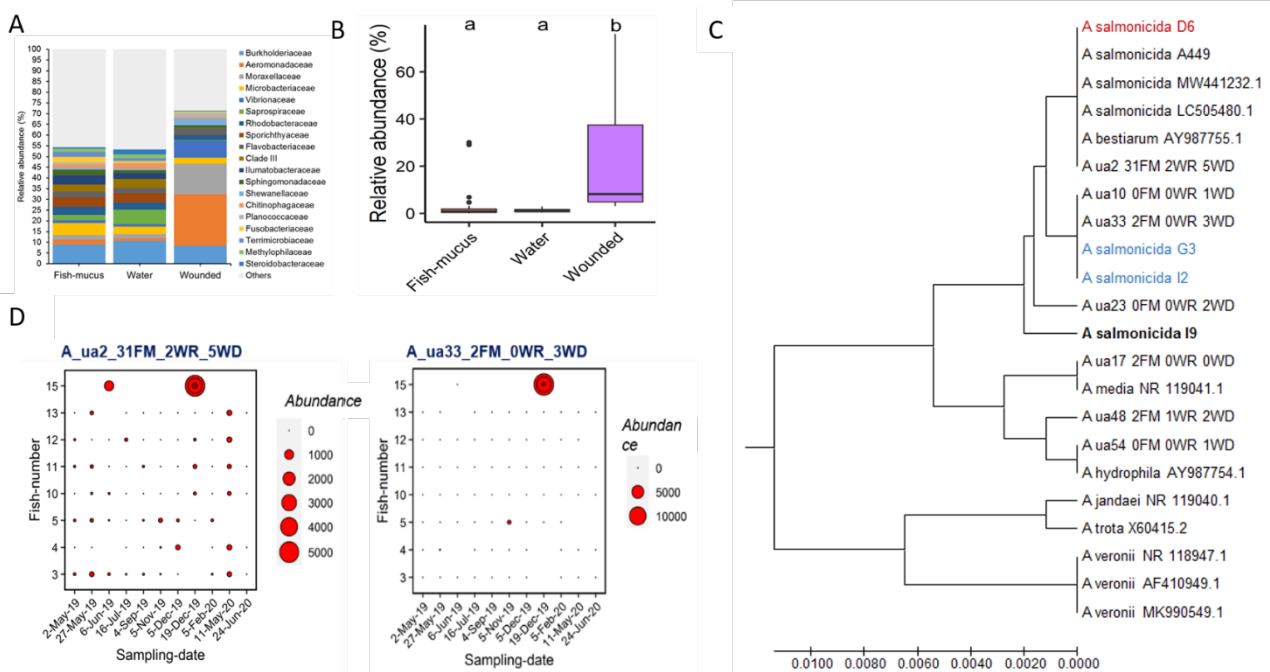 A
Relative abundance (%)
100
95
90
85
80
75
70
65
60
55
50
45
40
35
30
25
20
15
10
5
0
Fish-mucus
Water
Wounded
Burkholderiaceae
Aeromonadaceae
Moraxellaceae
Microbacteriaceae
Vibrionaceae
Saprospiraceae
Rhodobacteraceae
Sporichthyaceae
Flavobacteriaceae
Clade III
Ilumatobacteraceae
Sphingomonadaceae
Shewanellaceae
Chitinophagaceae
Planococcaceae
Fusobacteriaceae
Terrimicrobiaceae
Methylophilaceae
Steroidobacteraceae
Others
B
a
a
b
Relative abundance (%)
60
40
20
0
Fish-mucus
Water
Wounded
C
A salmonicida D6
A salmonicida A449
A salmonicida MW441232.1
A salmonicida LC505480.1
A bestiarum AY987755.1
A ua2 31FM 2WR 5WD
A ua10 0FM 0WR 1WD
A ua33 2FM 0WR 3WD
A salmonicida G3
A salmonicida I2
A ua23 0FM 0WR 2WD
A salmonicida I9
A ua17 2FM 0WR 0WD
A media NR 119041.1
A ua48 2FM 1WR 2WD
A ua54 0FM 0WR 1WD
A hydrophila AY987754.1
A jandaei NR 119040.1
A trota X60415.2
A veronii NR 118947.1
A veronii AF410949.1
A veronii MK990549.1
0.0100 0.0080 0.0060 0.0040 0.0020 0.0000
D
A_ua2_31FM_2WR_5WD
Fish-number
15
13
12
11
10
5
4
3
2-May-19
27-May-19
6-Jun-19
16-Jul-19
4-Sep-19
5-Nov-19
5-Dec-19
19-Dec-19
5-Feb-20
11-May-20
24-Jun-20
Sampling-date
Abundance
0
1000
2000
3000
4000
5000
A_ua33_2FM_0WR_3WD
Fish-number
15
13
12
11
10
5
4
3
2-May-19
27-May-19
6-Jun-19
16-Jul-19
4-Sep-19
5-Nov-19
5-Dec-19
19-Dec-19
5-Feb-20
11-May-20
24-Jun-20
Sampling-date
Abundan
ce
0
5000
10000